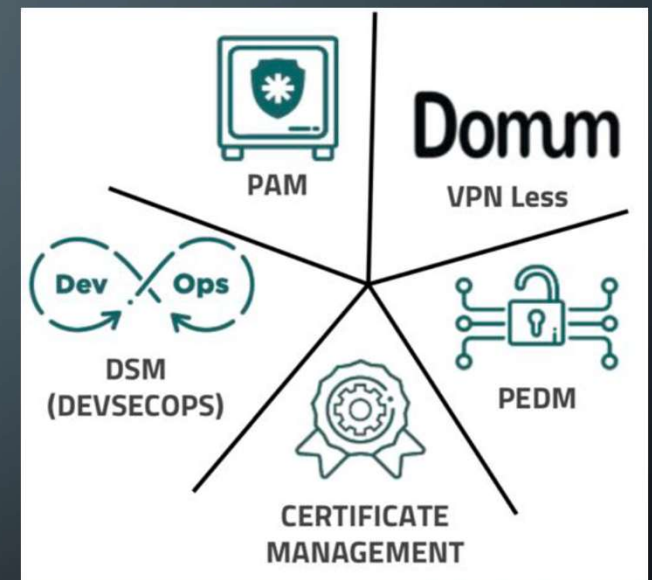 PAM
Domum
VPN Less
Dev Ops
DSM
(DEVSECOPS)
PEDM
CERTIFICATE
MANAGEMENT